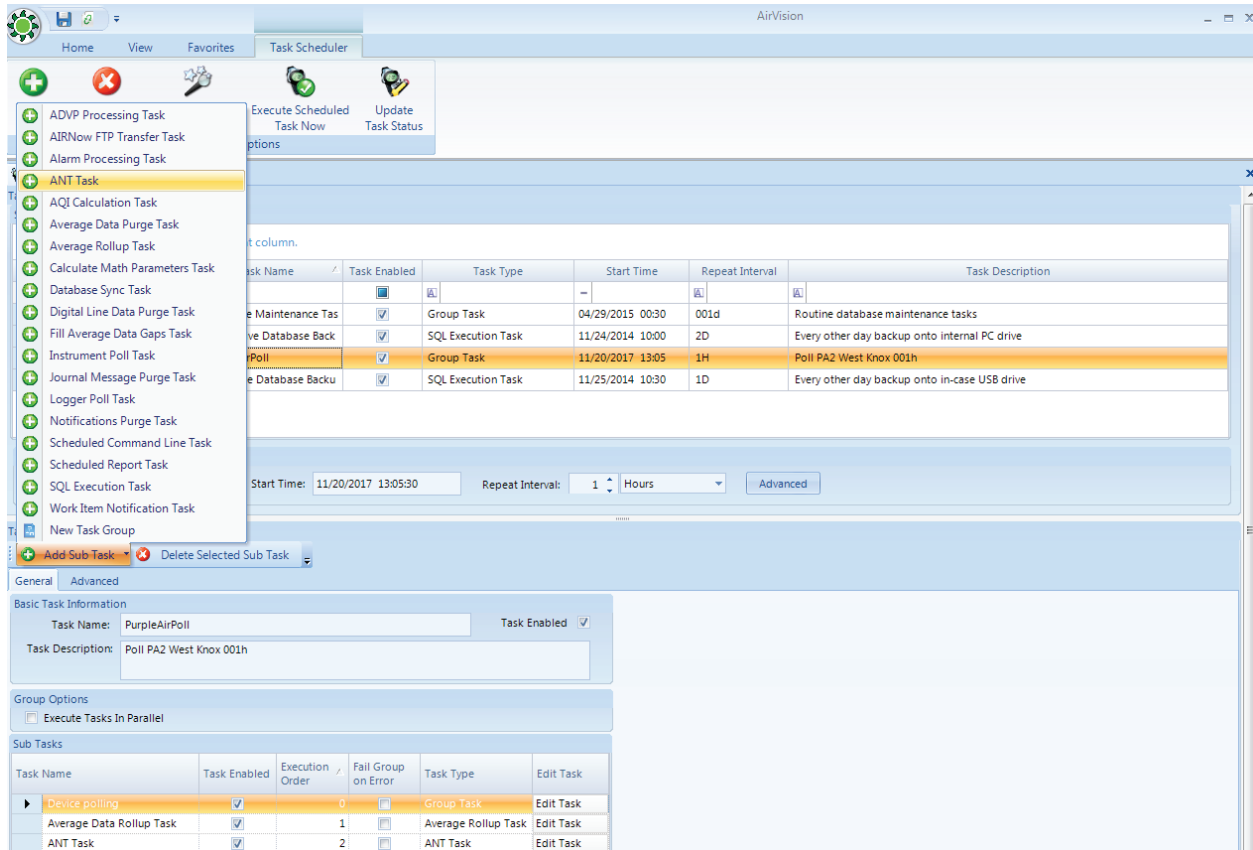 AirVision
Home View Favorites Task Scheduler
Execute Scheduled Task Now
Update Task Status
ptions
ADVP Processing Task
AIRNow FTP Transfer Task
Alarm Processing Task
ANT Task
AQI Calculation Task
Average Data Purge Task
Average Rollup Task
Calculate Math Parameters Task
Database Sync Task
Digital Line Data Purge Task
Fill Average Data Gaps Task
Instrument Poll Task
Journal Message Purge Task
Logger Poll Task
Notifications Purge Task
Scheduled Command Line Task
Scheduled Report Task
SQL Execution Task
Work Item Notification Task
New Task Group
t column.
ask Name Task Enabled Task Type Start Time Repeat Interval Task Description
e Maintenance Tas Group Task 04/29/2015 00:30 001d Routine database maintenance tasks
ve Database Back SQL Execution Task 11/24/2014 10:00 2D Every other day backup onto internal PC drive
rPoll Group Task 11/20/2017 13:05 1H Poll PA2 West Knox 001h
e Database Backu SQL Execution Task 11/25/2014 10:30 1D Every other day backup onto in-case USB drive
Start Time: 11/20/2017 13:05:30 Repeat Interval: 1 Hours Advanced
Add Sub Task Delete Selected Sub Task
General Advanced
Basic Task Information
Task Name: PurpleAirPoll Task Enabled
Task Description: Poll PA2 West Knox 001h
Group Options
Execute Tasks In Parallel
Sub Tasks
Task Name Task Enabled Execution Order Fail Group on Error Task Type Edit Task
Device polling 0 Group Task Edit Task
Average Data Rollup Task 1 Average Rollup Task Edit Task
ANT Task 2 ANT Task Edit Task